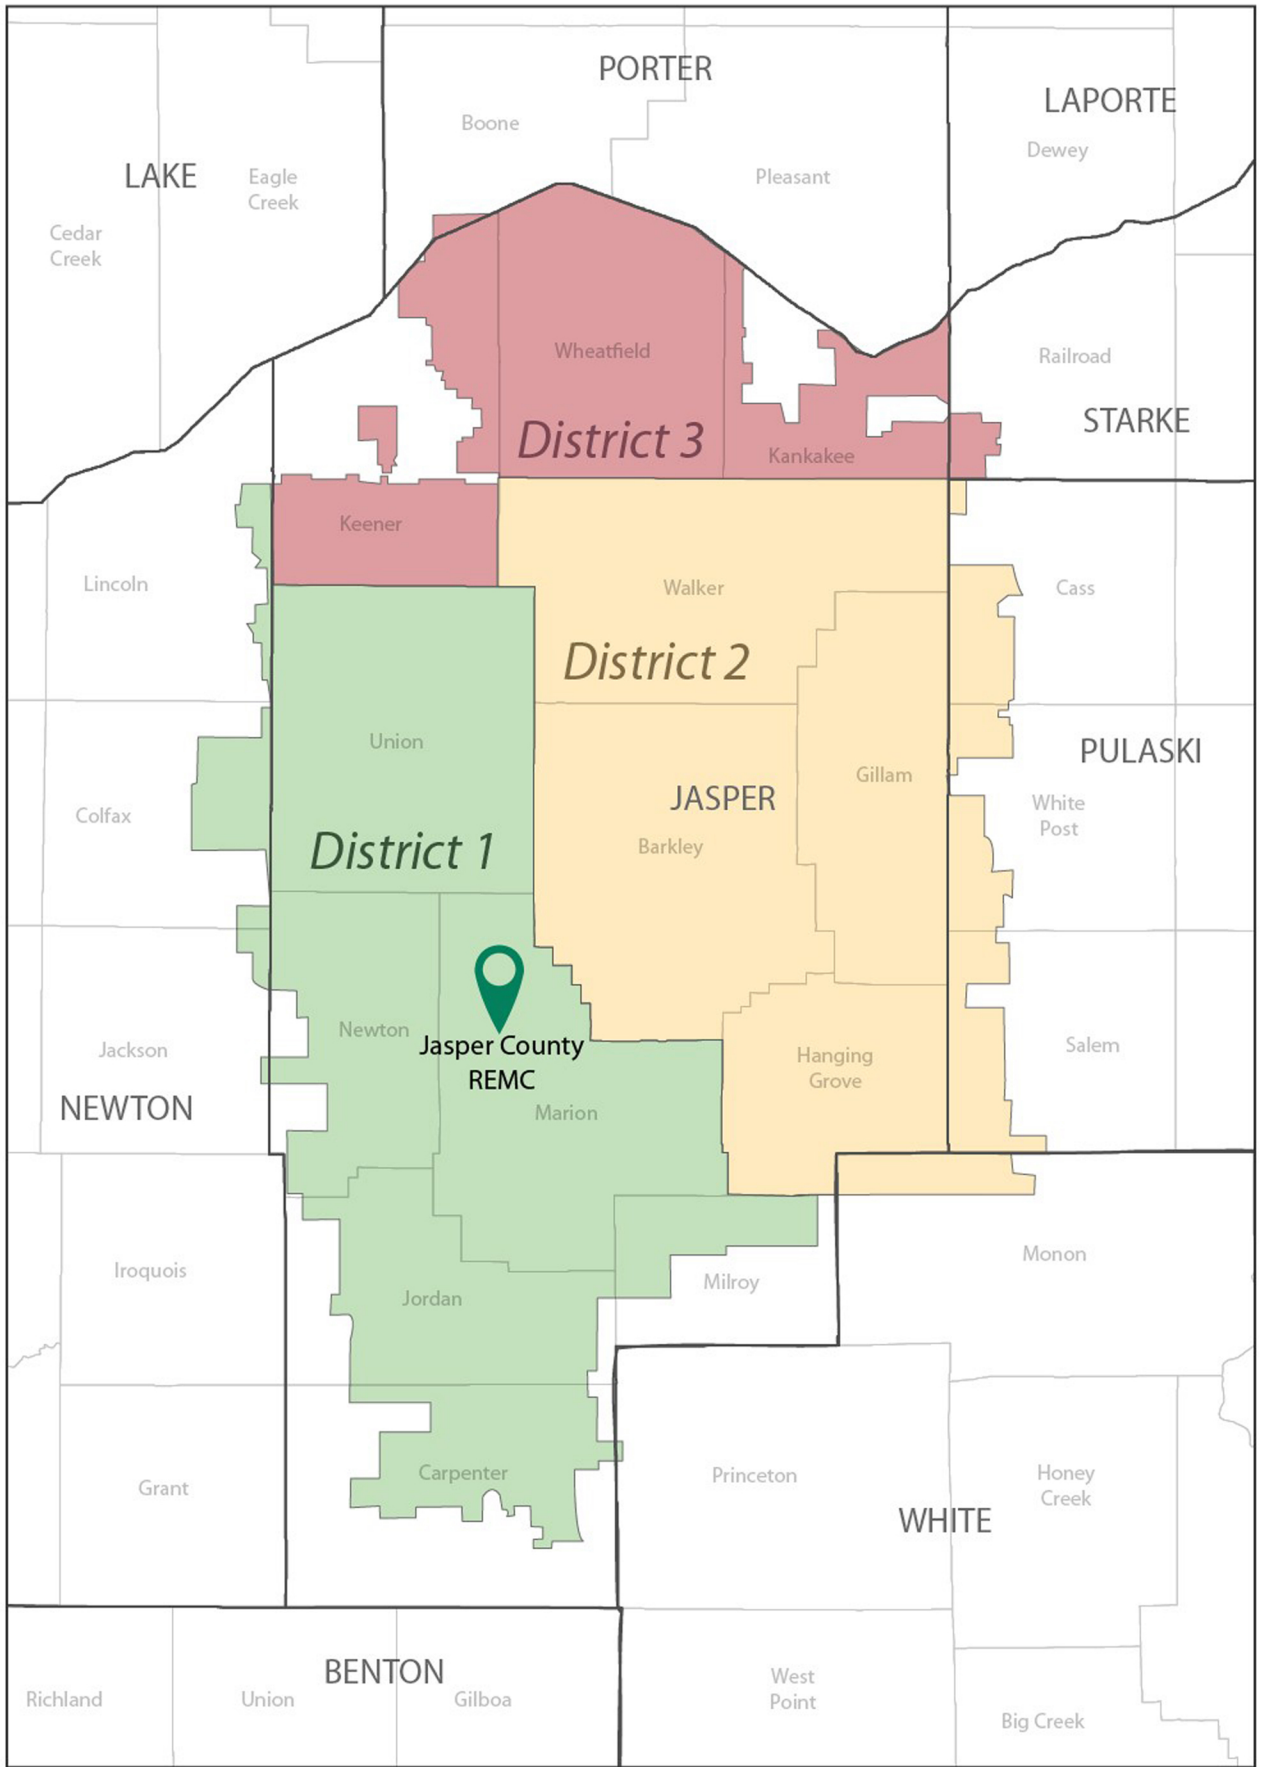 PORTER
LAPORTE
Boone
Dewey
LAKE
Eagle
Creek
Pleasant
Cedar
Creek
Wheatfield
Railroad
STARKE
District 3
Kankakee
Keener
Lincoln
Walker
Cass
District 2
Union
PULASKI
Gillam
JASPER
Colfax
White
Post
Barkley
District 1
Newton
Jasper County
REMC
Jackson
Hanging
Grove
Salem
NEWTON
Marion
Iroquois
Monon
Milroy
Jordan
Carpenter
Princeton
Honey
Creek
Grant
WHITE
BENTON
Richland
Union
Gilboa
West
Point
Big Creek